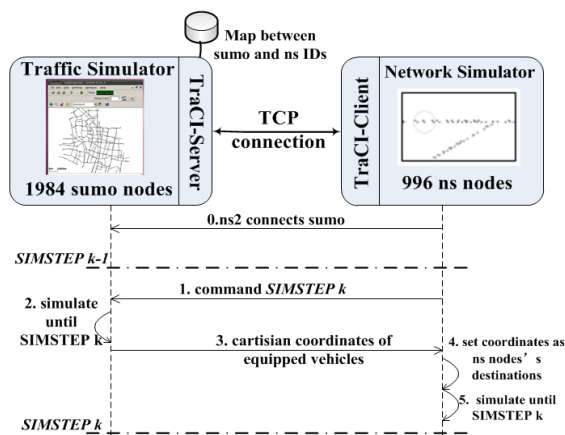 Map between
sumo and ns IDs
Traffic Simulator
TraCI-Server
1984 sumo nodes
TCP
connection
TraCI-Client
Network Simulator
996 ns nodes
0.ns2 connects sumo
SIMSTEP k-1
1. command SIMSTEP k
2. simulate
until
SIMSTEP k
3. cartisian coordinates of
equipped vehicles
4. set coordinates as
ns nodes’s
destinations
5. simulate until
SIMSTEP k
SIMSTEP k